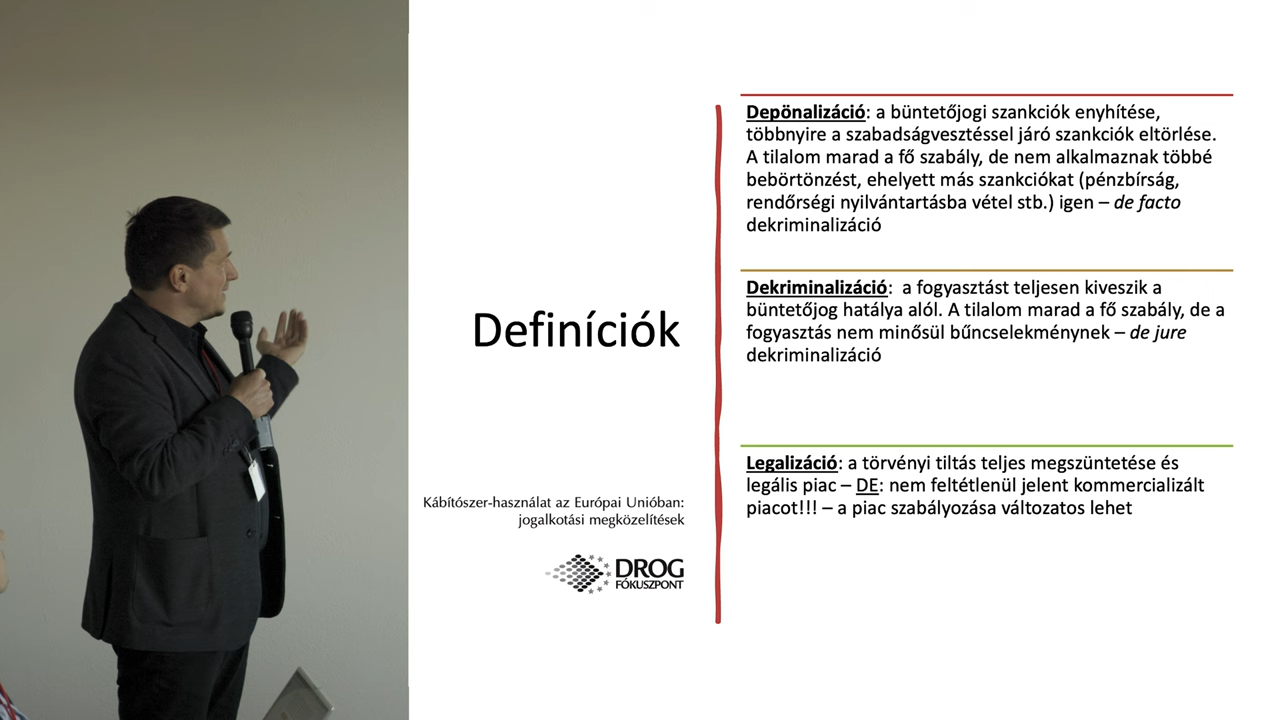 Definíciók
Kábítószer-használat az Európai Unióban:
jogalkotási megközelítések
DROG
FÓKUSZPONT
Depönalizáció: a büntetőjogi szankciók enyhítése,
többnyire a szabadságvesztéssel járó szankciók eltörlése.
A tilalom marad a fő szabály, de nem alkalmaznak többé
bebörtönzést, ehelyett más szankciókat (pénzbírság,
rendőrségi nyilvántartásba vétel stb.) igen – de facto
dekriminalizáció
Dekriminalizáció:  a fogyasztást teljesen kiveszik a
büntetőjog hatálya alól. A tilalom marad a fő szabály, de a
fogyasztás nem minősül bűncselekménynek – de jure
dekriminalizáció
Legalizáció: a törvényi tiltás teljes megszüntetése és
legális piac – DE: nem feltétlenül jelent kommercializált
piacot!!! – a piac szabályozása változatos lehet